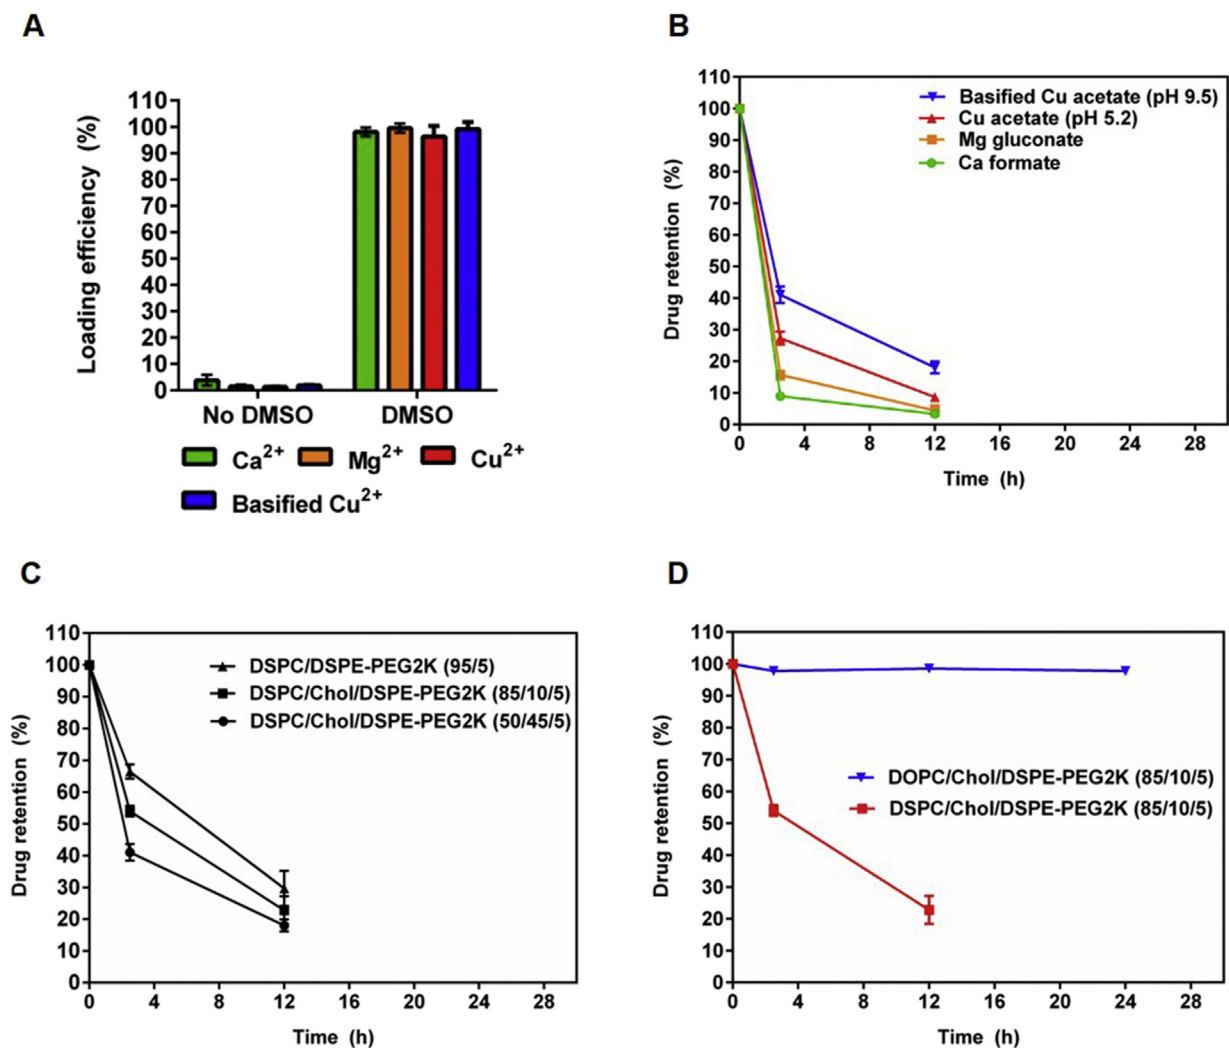 A
Loading efficiency (%)
110
100
90
80
70
60
50
40
30
20
10
0
No DMSO DMSO
Ca2+ Mg2+ Cu2+
Basified Cu2+
B
Drug retention (%)
110
100
90
80
70
60
50
40
30
20
10
0
Basified Cu acetate (pH 9.5)
Cu acetate (pH 5.2)
Mg gluconate
Ca formate
0 4 8 12 16 20 24 28
Time (h)
C
Drug retention (%)
110
100
90
80
70
60
50
40
30
20
10
0
DSPC/DSPE-PEG2K (95/5)
DSPC/Chol/DSPE-PEG2K (85/10/5)
DSPC/Chol/DSPE-PEG2K (50/45/5)
0 4 8 12 16 20 24 28
Time (h)
D
Drug retention (%)
110
100
90
80
70
60
50
40
30
20
10
0
DOPC/Chol/DSPE-PEG2K (85/10/5)
DSPC/Chol/DSPE-PEG2K (85/10/5)
0 4 8 12 16 20 24 28
Time (h)